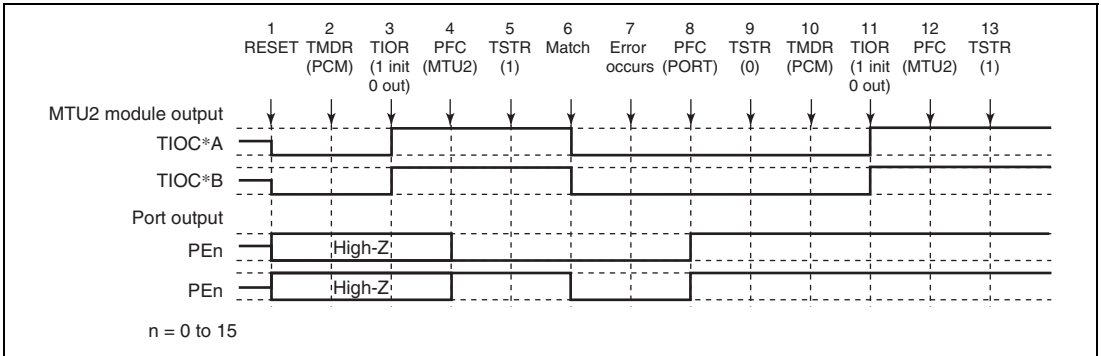 1 2 3 4 5 6 7 8 9 10 11 12 13
RESET TMDR TIOR PFC TSTR Match Error PFC TSTR TMDR TIOR PFC TSTR
(PCM) (1 init (MTU2) (1) occurs (PORT) (0) (PCM) (1 init (MTU2) (1)
0 out) 0 out)
MTU2 module output
TIOC*A
TIOC*B
Port output
PEn High-Z
PEn High-Z
n = 0 to 15